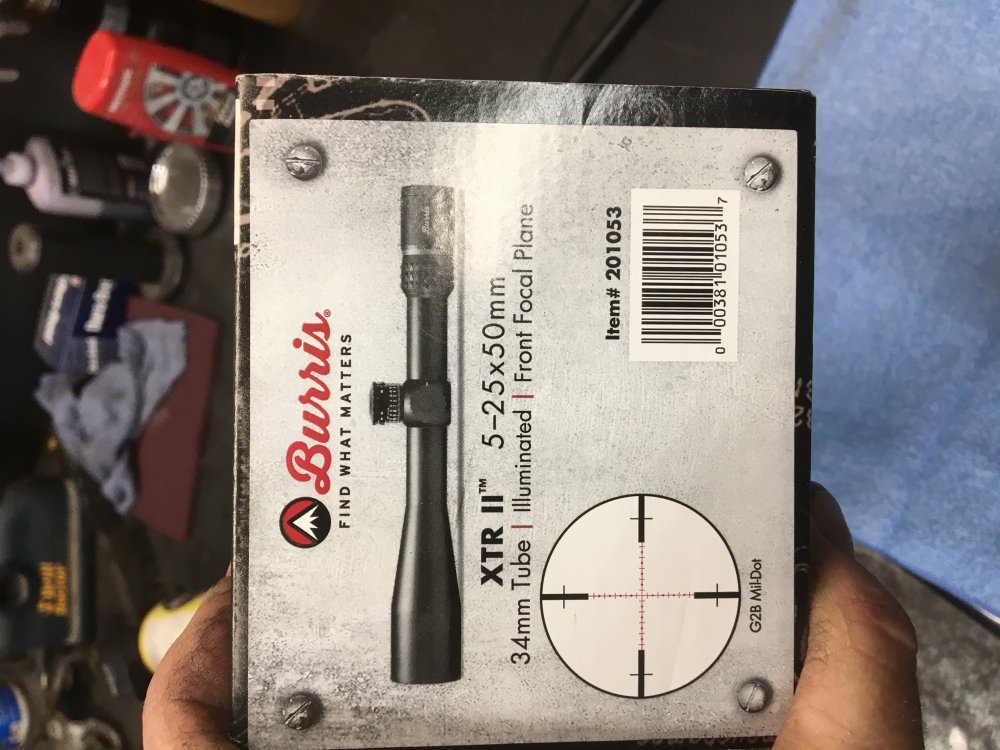 Burris®
FIND WHAT MATTERS
Burris
XTR II™ 5-25x50mm
34mm Tube | Illuminated | Front Focal Plane
Item# 201053
0 00381 01053 7
G2B Mil-Dot